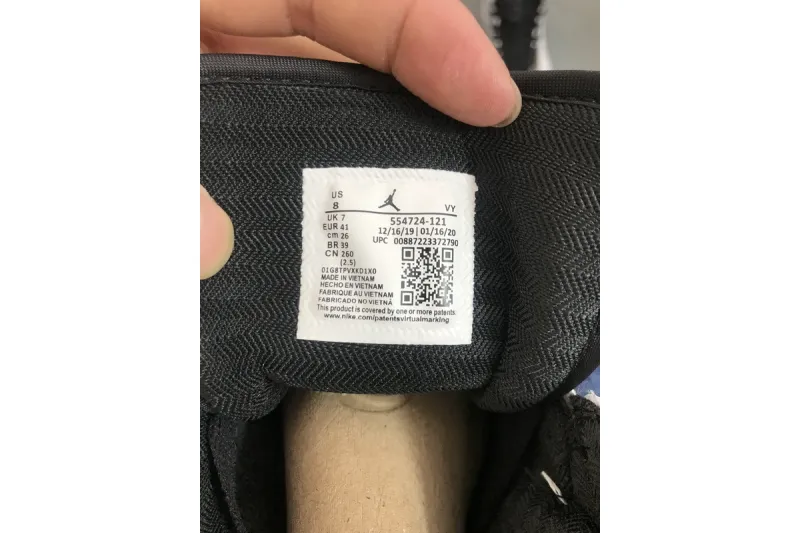 US
8
VY
UK 7
EUR 41
cm 26
BR 39
CN 260
(2.5)
554724-121
12/16/19 | 01/16/20
UPC 00887223372790
01G8TPVXKD1X0
MADE IN VIETNAM
HECHO EN VIETNAM
FABRIQUE AU VIETNAM
FABRICADO NO VIETNÃ
This product is covered by one or more patents.
www.nike.com/patentsvirtualmarking